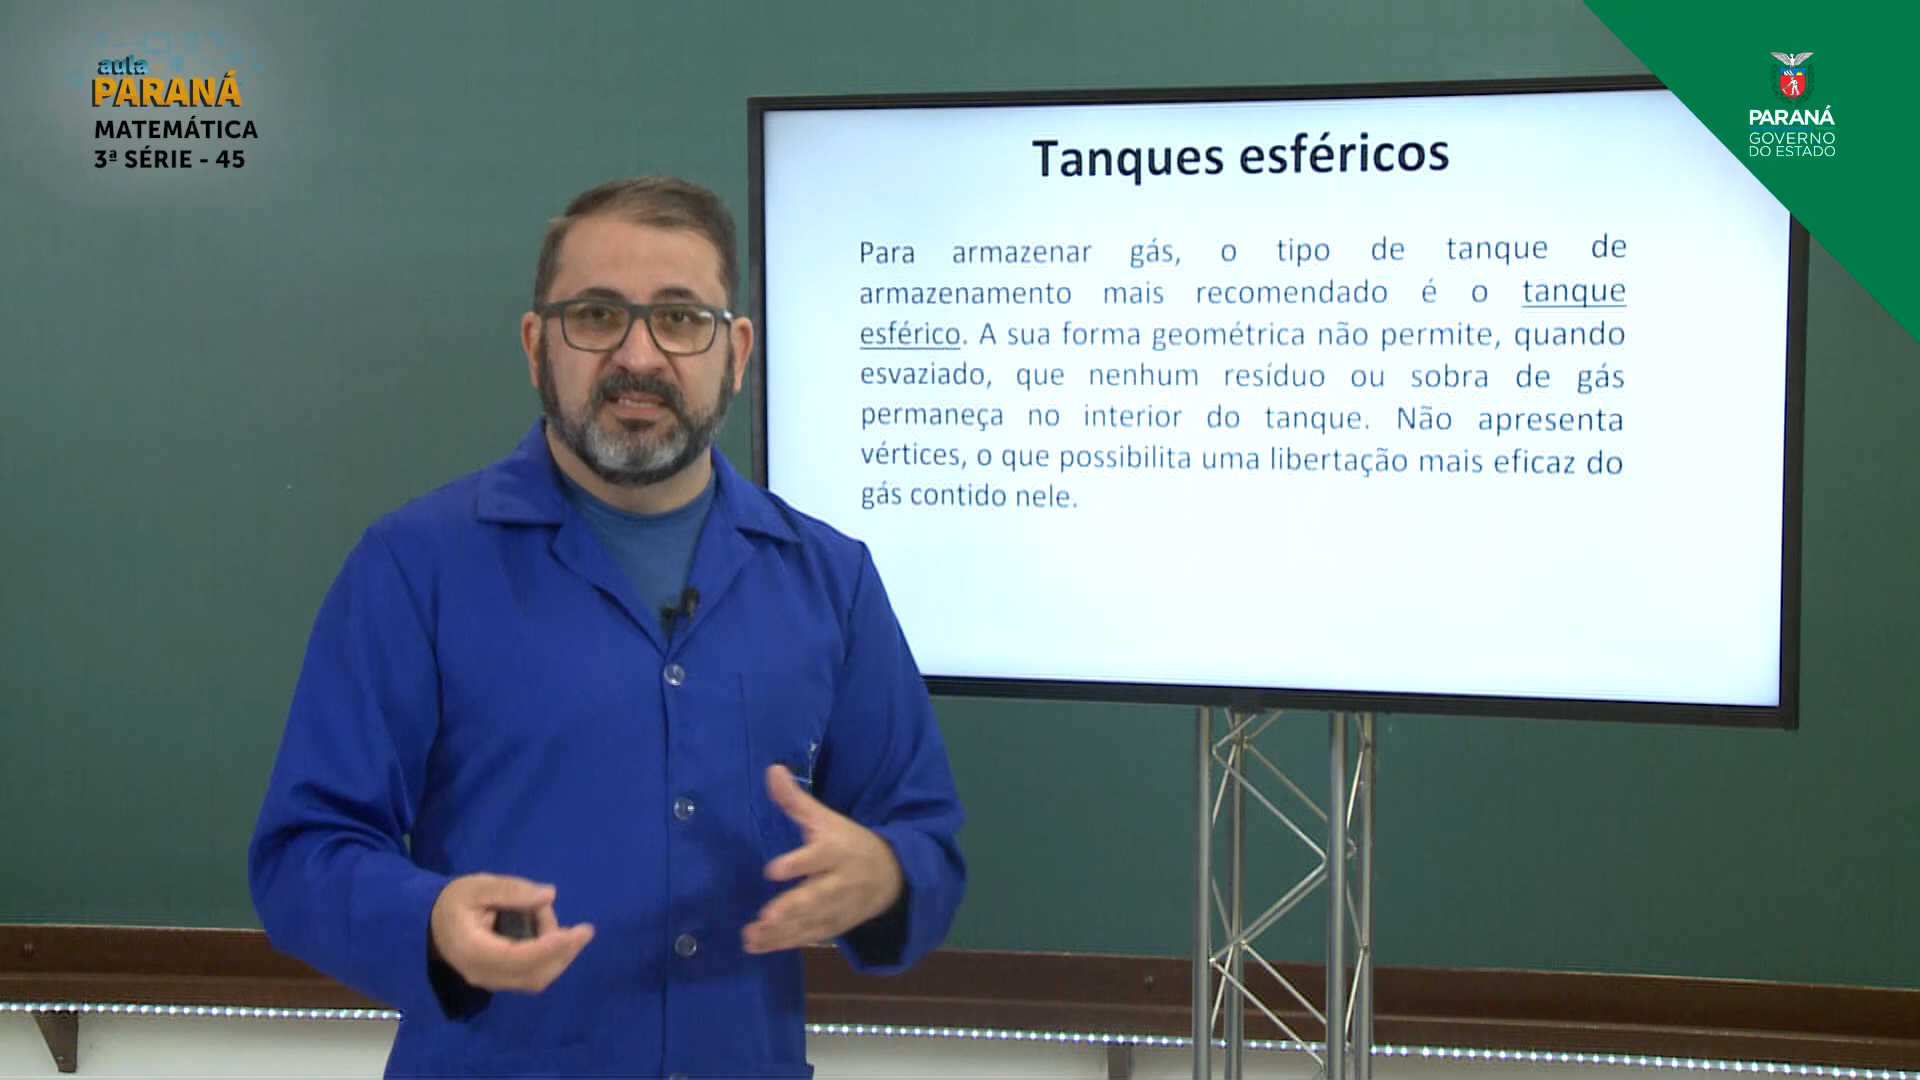 aula
PARANÁ
MATEMÁTICA
3ª SÉRIE - 45
PARANÁ
GOVERNO
DO ESTADO
Tanques esféricos
Para armazenar gás, o tipo de tanque de
armazenamento mais recomendado é o tanque
esférico. A sua forma geométrica não permite, quando
esvaziado, que nenhum resíduo ou sobra de gás
permaneça no interior do tanque. Não apresenta
vértices, o que possibilita uma libertação mais eficaz do
gás contido nele.